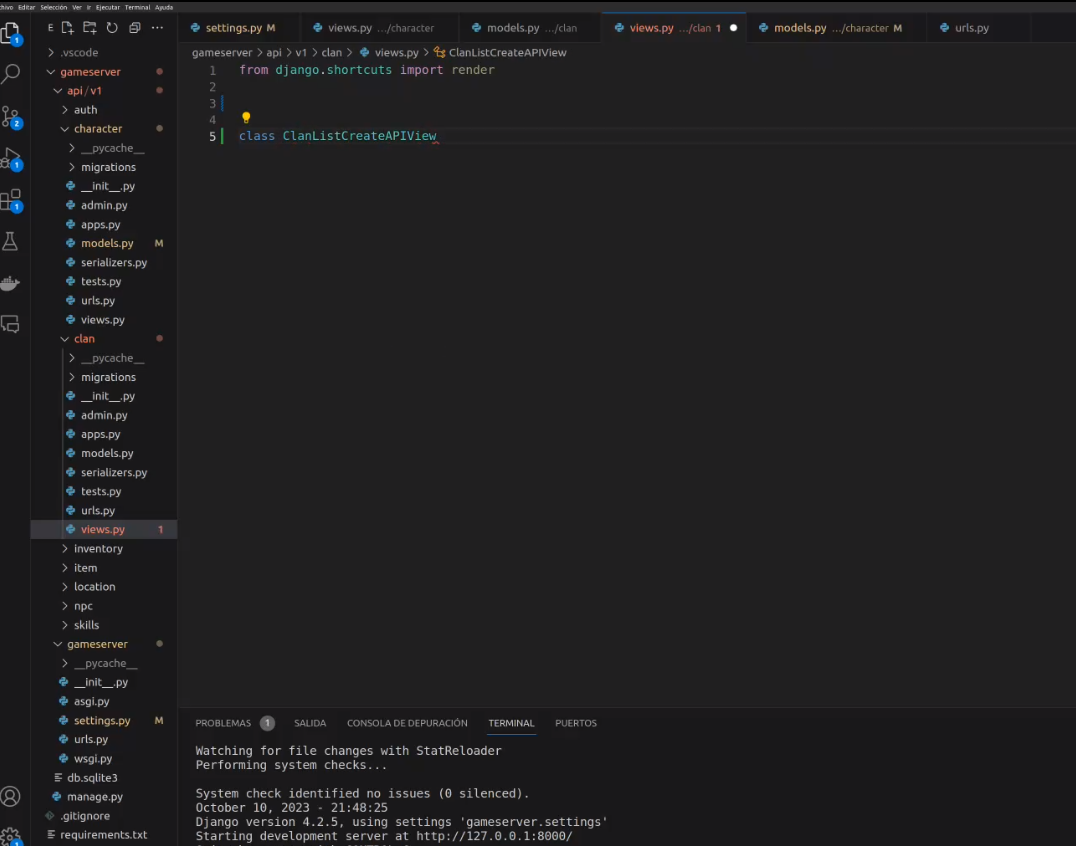 Editar Selección Ver Ir Ejecutar Terminal Ayuda
E
settings.py M
views.py .../character
models.py .../clan
views.py .../clan 1
models.py .../character M
urls.py
gameserver > api > v1 > clan > views.py > ClanListCreateAPIView
.vscode
gameserver
api/v1
auth
character
__pycache__
migrations
__init__.py
admin.py
apps.py
models.py M
serializers.py
tests.py
urls.py
views.py
clan
__pycache__
migrations
__init__.py
admin.py
apps.py
models.py
serializers.py
tests.py
urls.py
views.py 1
inventory
item
location
npc
skills
gameserver
__pycache__
__init__.py
asgi.py
settings.py M
urls.py
wsgi.py
db.sqlite3
manage.py
.gitignore
requirements.txt
1
2
1
1
1 from django.shortcuts import render
2
3
4
5 class ClanListCreateAPIView
PROBLEMAS 1 SALIDA CONSOLA DE DEPURACIÓN TERMINAL PUERTOS
Watching for file changes with StatReloader
Performing system checks...
System check identified no issues (0 silenced).
October 10, 2023 - 21:48:25
Django version 4.2.5, using settings 'gameserver.settings'
Starting development server at http://127.0.0.1:8000/